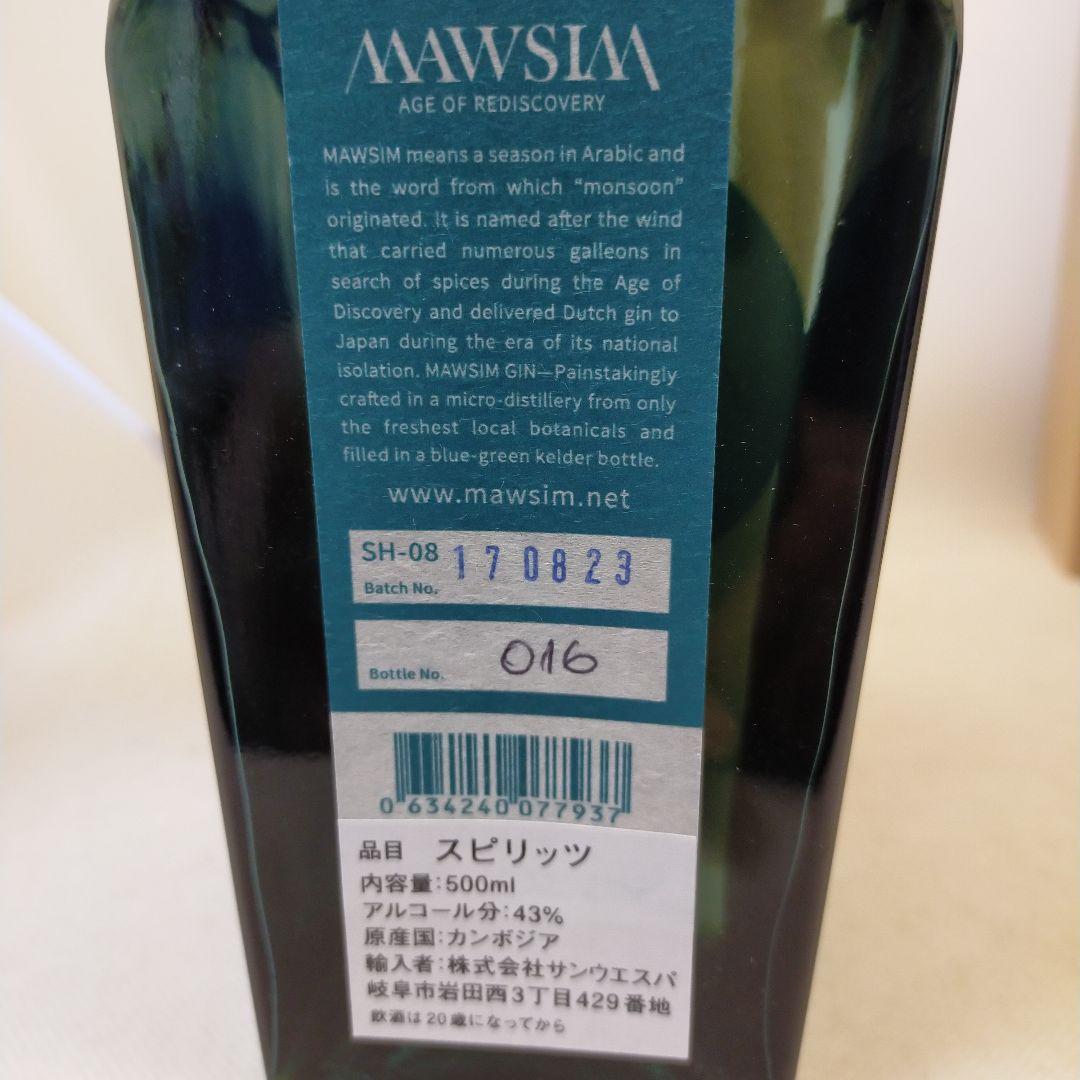 MAWSIM
AGE OF REDISCOVERY
MAWSIM means a season in Arabic and
is the word from which “monsoon”
originated. It is named after the wind
that carried numerous galleons in
search of spices during the Age of
Discovery and delivered Dutch gin to
Japan during the era of its national
isolation. MAWSIM GIN—Painstakingly
crafted in a micro-distillery from only
the freshest local botanicals and
filled in a blue-green kelder bottle.
www.mawsim.net
SH-08 170823
Batch No.
Bottle No. 016
0 634240 077937
品目 スピリッツ
内容量:500ml
アルコール分:43%
原産国:カンボジア
輸入者:株式会社サンウエスパ
岐阜市岩田西3丁目429番地
飲酒は20歳になってから